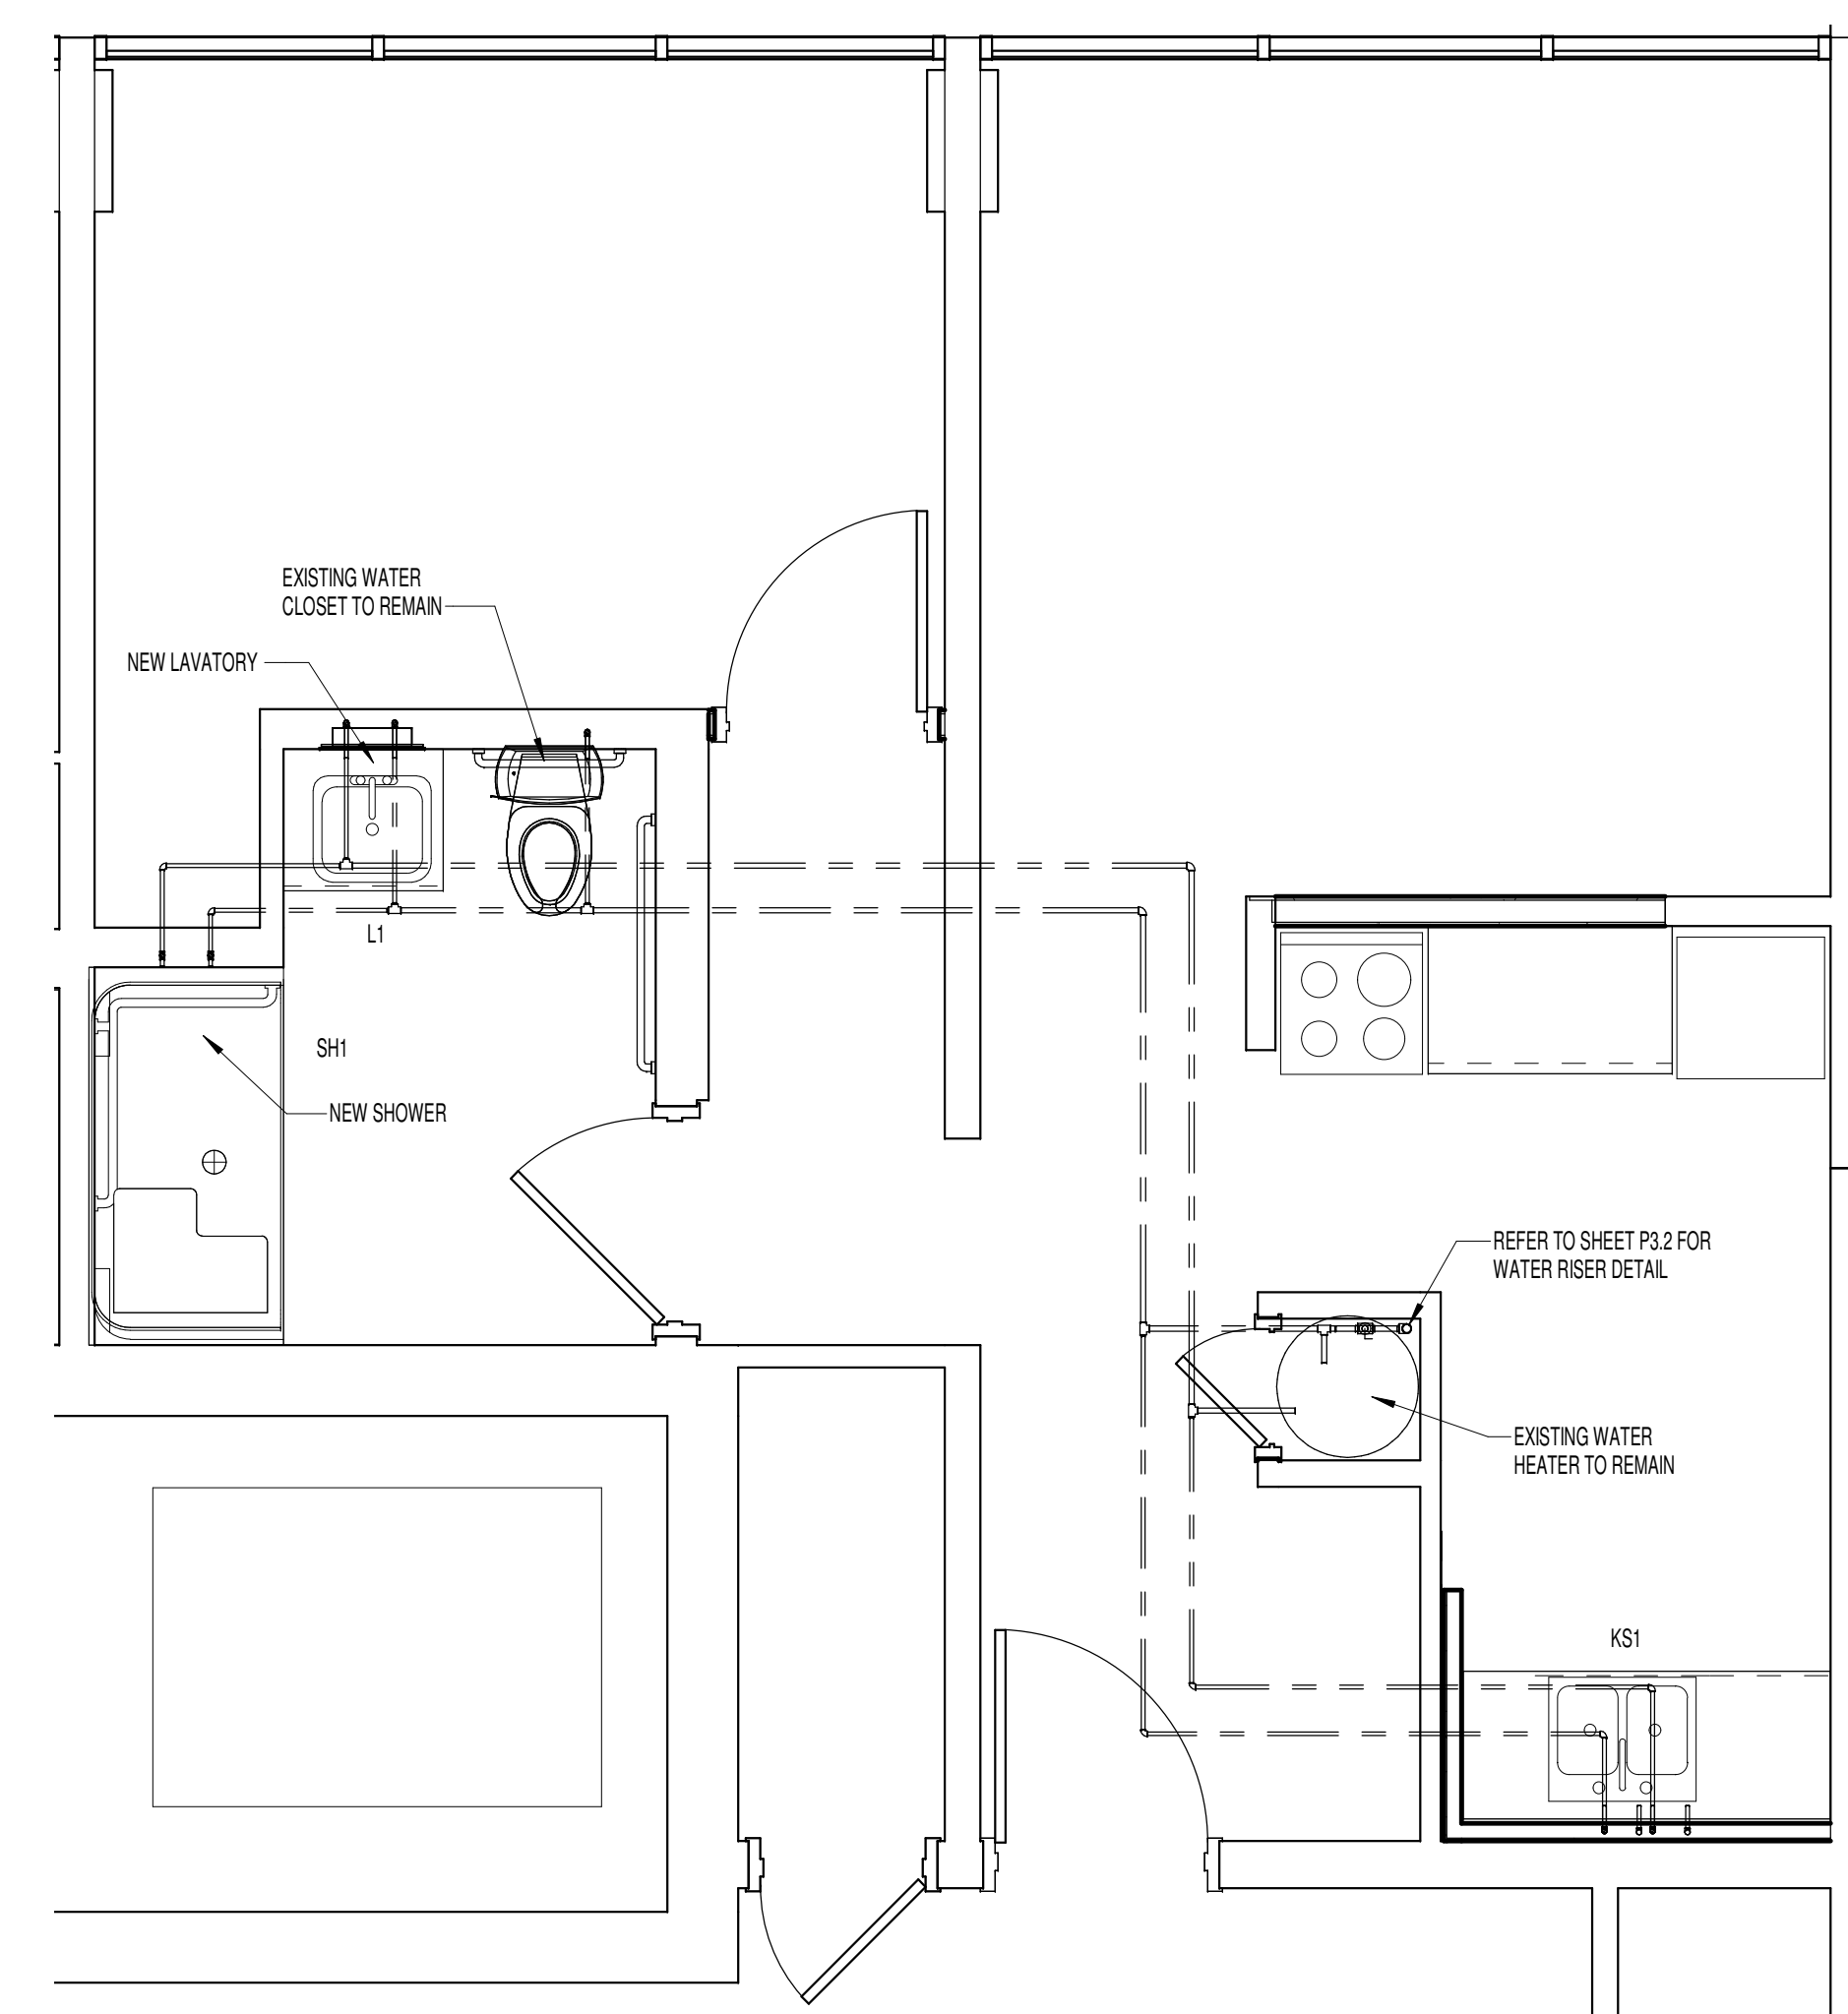 EXISTING WATER
CLOSET TO REMAIN
NEW LAVATORY
L1
SH1
NEW SHOWER
REFER TO SHEET P3.2 FOR
WATER RISER DETAIL
EXISTING WATER
HEATER TO REMAIN
KS1